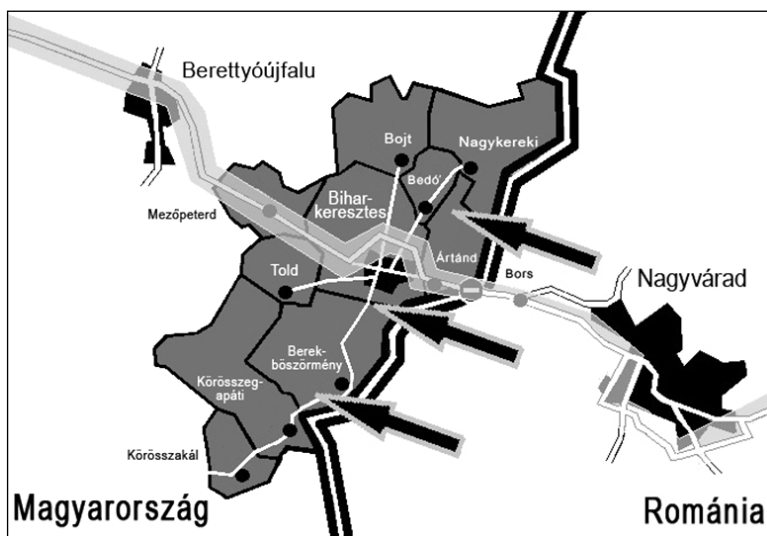 Berettyóújfalu
Bojt
Nagykereki
Bedő
Bihar-
keresztes
Mezőpeterd
Ártánd
Told
Bors
Nagyvárad
Berek-
böszörmény
Körösszeg-
apáti
Körösszakál
Magyarország
Románia